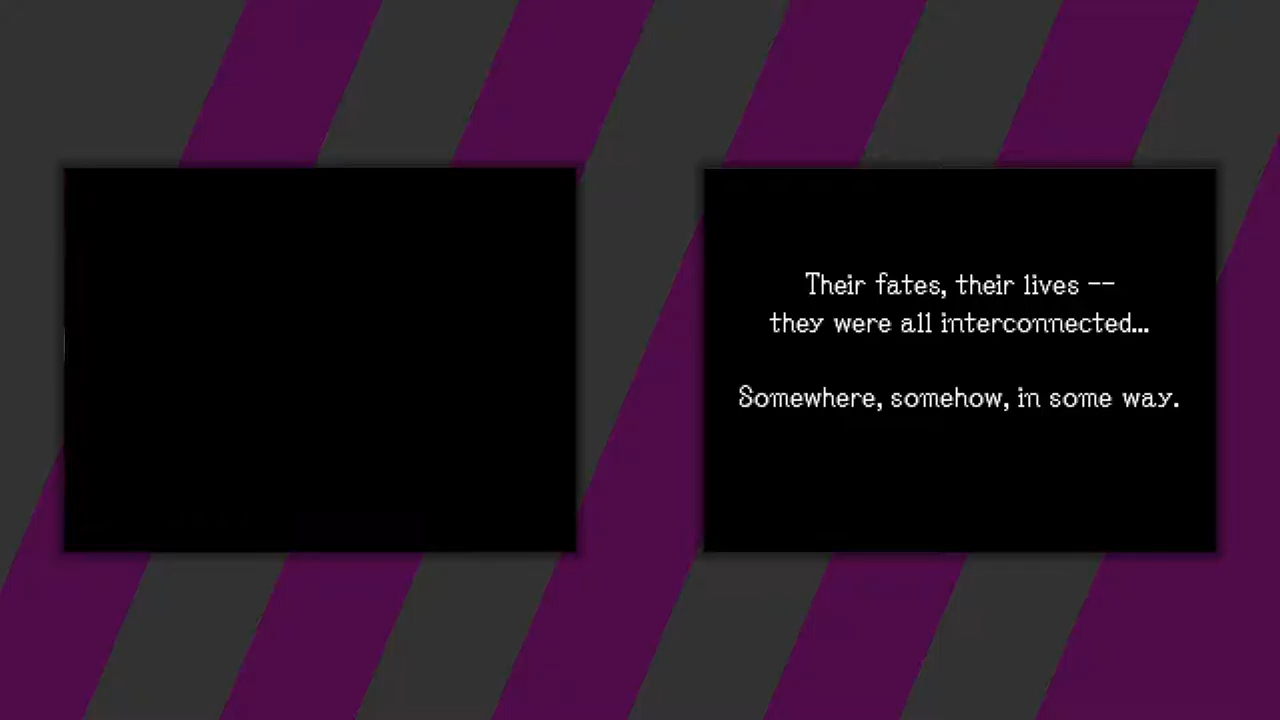 Their fates, their lives --
they were all interconnected...
Somewhere, somehow, in some way.